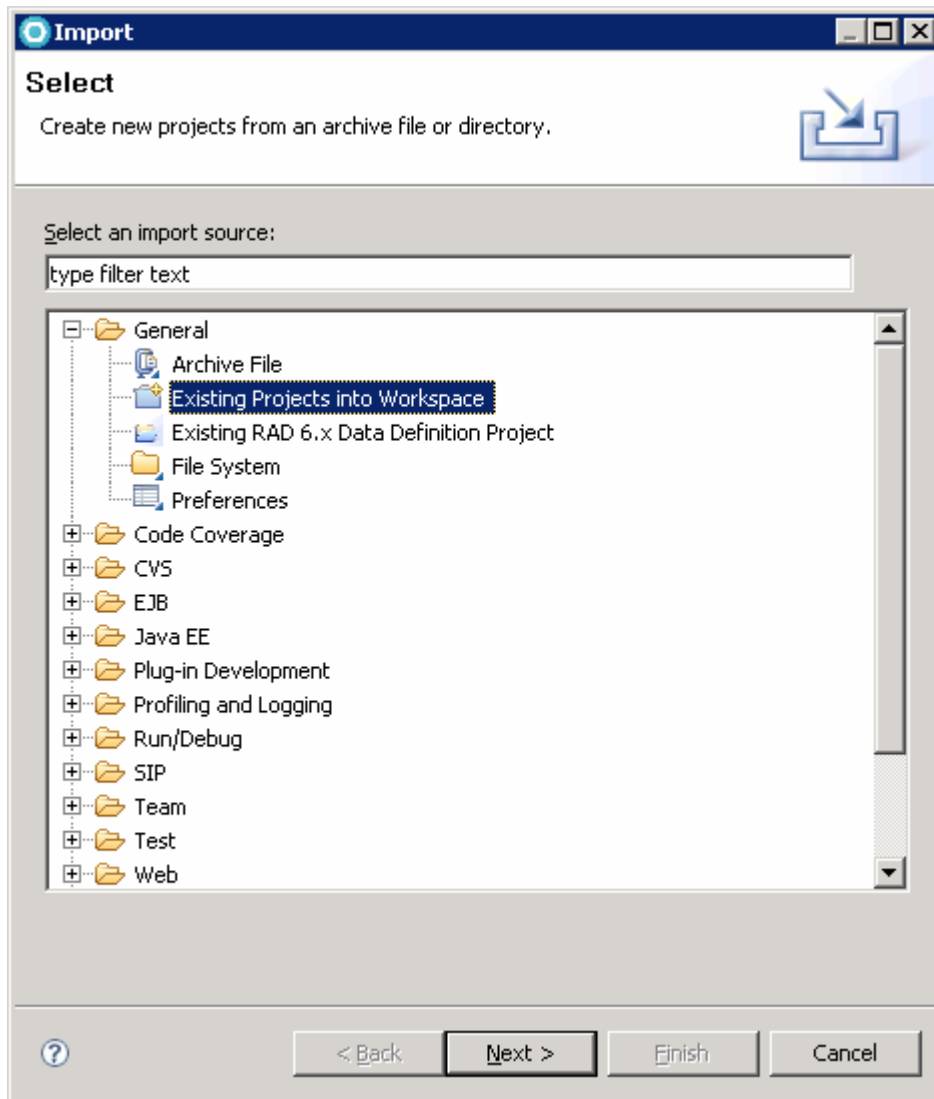 Import
Select
Create new projects from an archive file or directory.
Select an import source:
type filter text
General
Archive File
Existing Projects into Workspace
Existing RAD 6.x Data Definition Project
File System
Preferences
Code Coverage
CVS
EJB
Java EE
Plug-in Development
Profiling and Logging
Run/Debug
SIP
Team
Test
Web
? < Back Next > Finish Cancel